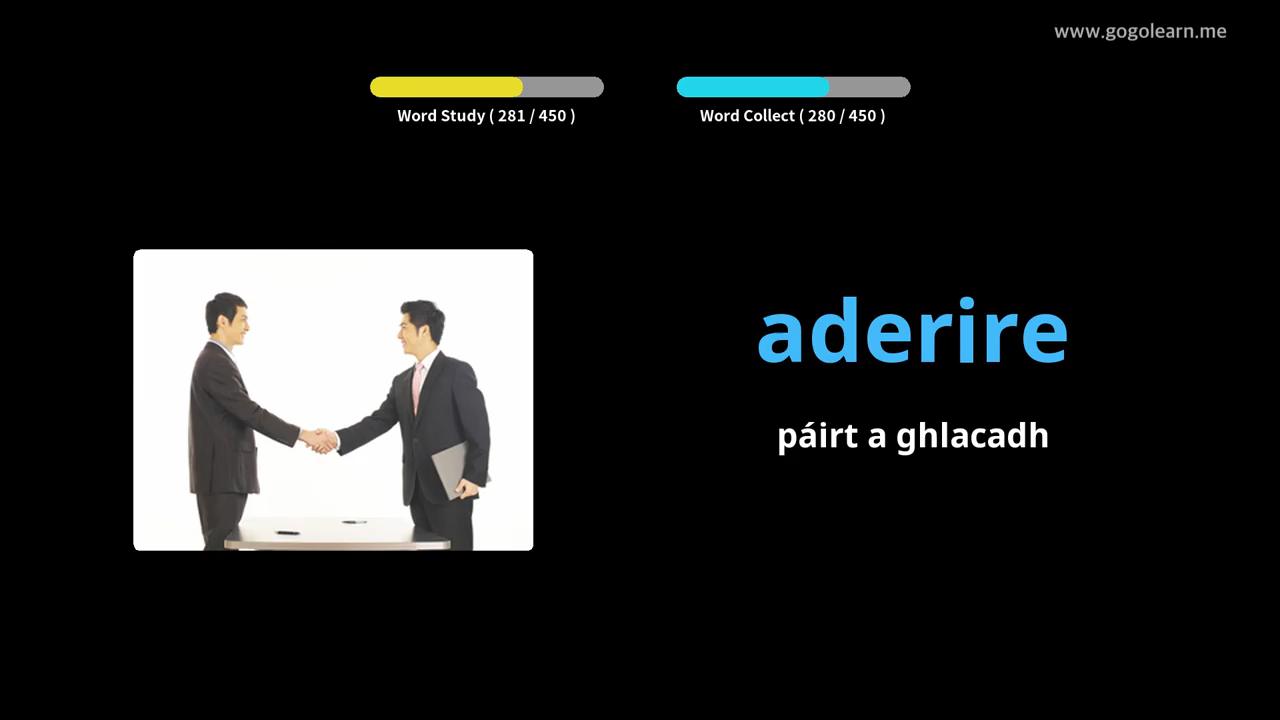 www.gogolearn.me
Word Study ( 281 / 450 )
Word Collect ( 280 / 450 )
aderire
páirt a ghlacadh